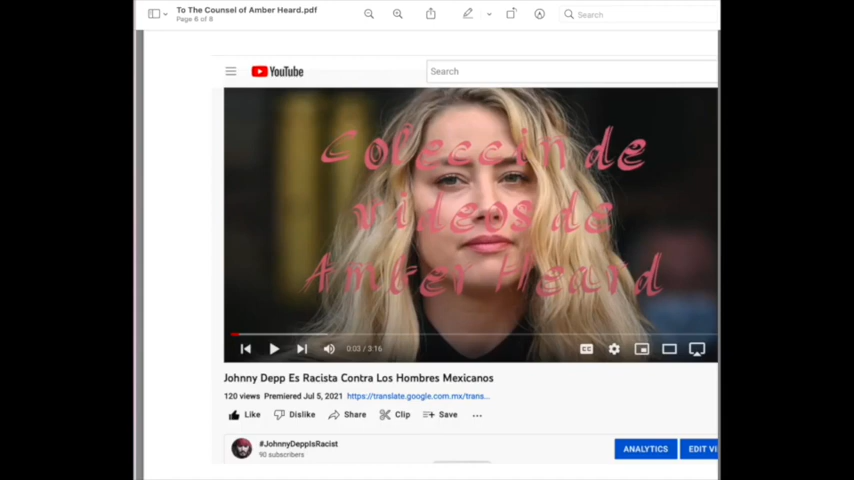 To The Counsel of Amber Heard.pdf
Page 6 of 8
Search
YouTube
Search
Coleccin de
videos de
Amber Heard
0:03 / 3:16
CC
Johnny Depp Es Racista Contra Los Hombres Mexicanos
120 views Premiered Jul 5, 2021 https://translate.google.com.mx/trans...
Like Dislike Share Clip Save ...
#JohnnyDeppIsRacist
90 subscribers
ANALYTICS EDIT VI